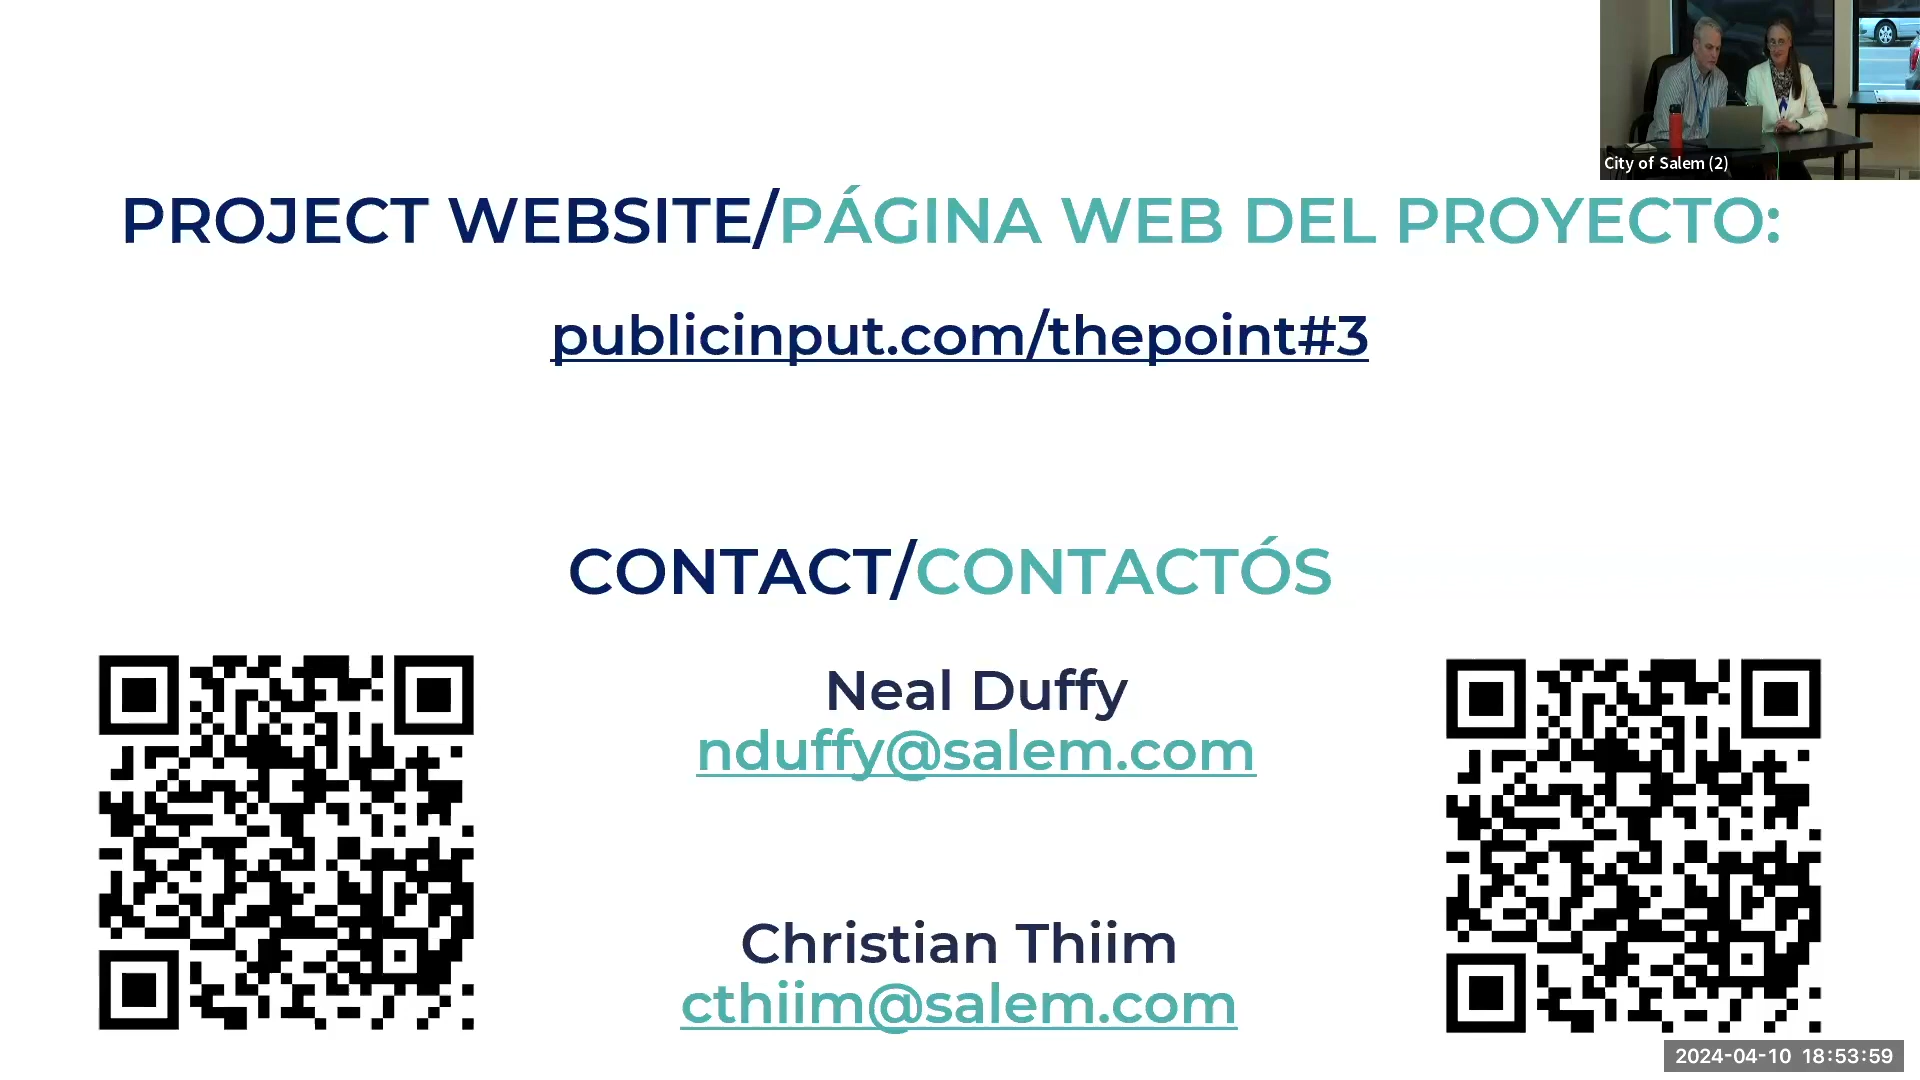 City of Salem (2)
PROJECT WEBSITE/PÁGINA WEB DEL PROYECTO:
publicinput.com/thepoint#3
CONTACT/CONTACTÓS
Neal Duffy
nduffy@salem.com
Christian Thiim
cthiim@salem.com
2024-04-10 18:53:59